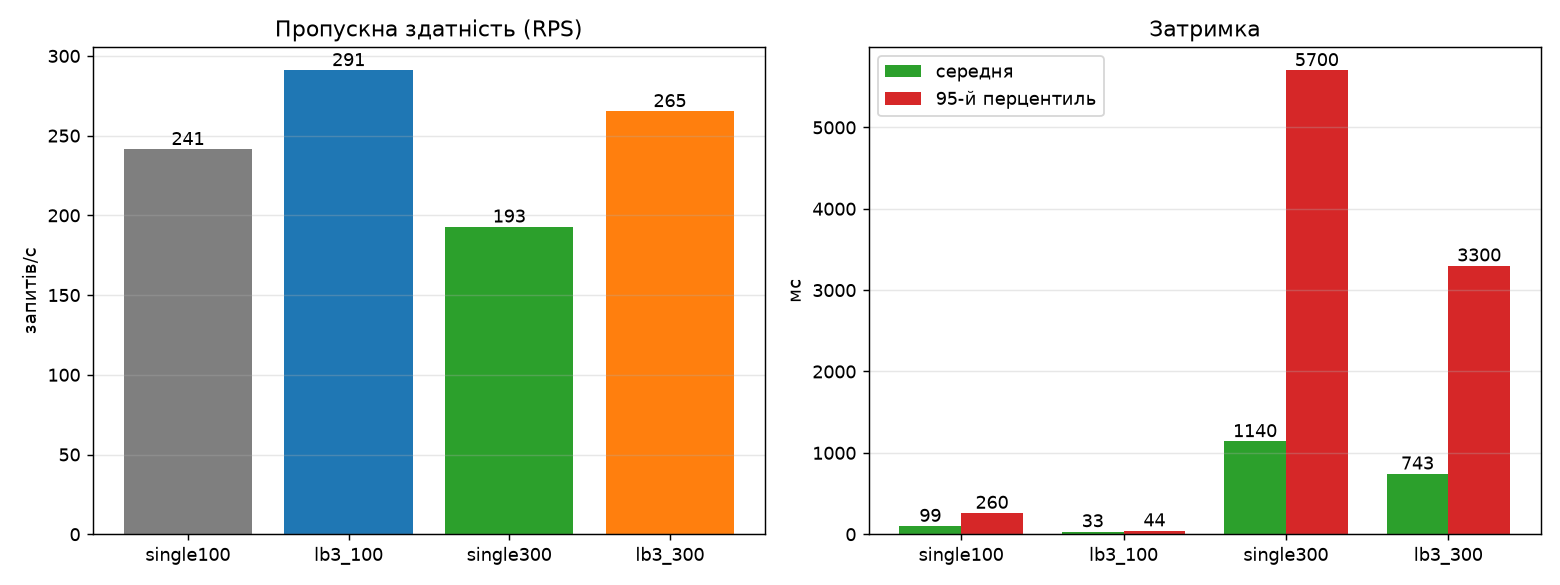 Пропускна здатність (RPS)
запитів/с
300
250
200
150
100
50
0
241
291
193
265
single100
lb3_100
single300
lb3_300
Затримка
середня
95-й перцентиль
мс
5000
4000
3000
2000
1000
0
99
260
33
44
1140
5700
743
3300
single100
lb3_100
single300
lb3_300